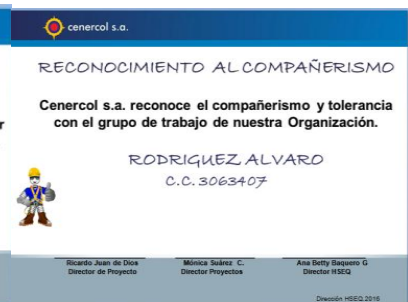 cenercol s.a.
RECONOCIMIENTO AL COMPAÑERISMO
Cenercol s.a. reconoce el compañerismo y tolerancia
con el grupo de trabajo de nuestra Organización.
r
RODRIGUEZ ALVARO
C.C. 3063407
Ricardo Juan de Dios Mónica Suárez C. Ana Betty Baquero G
Director de Proyecto Director Proyectos Director HSEQ
Dirección HSEQ 2016